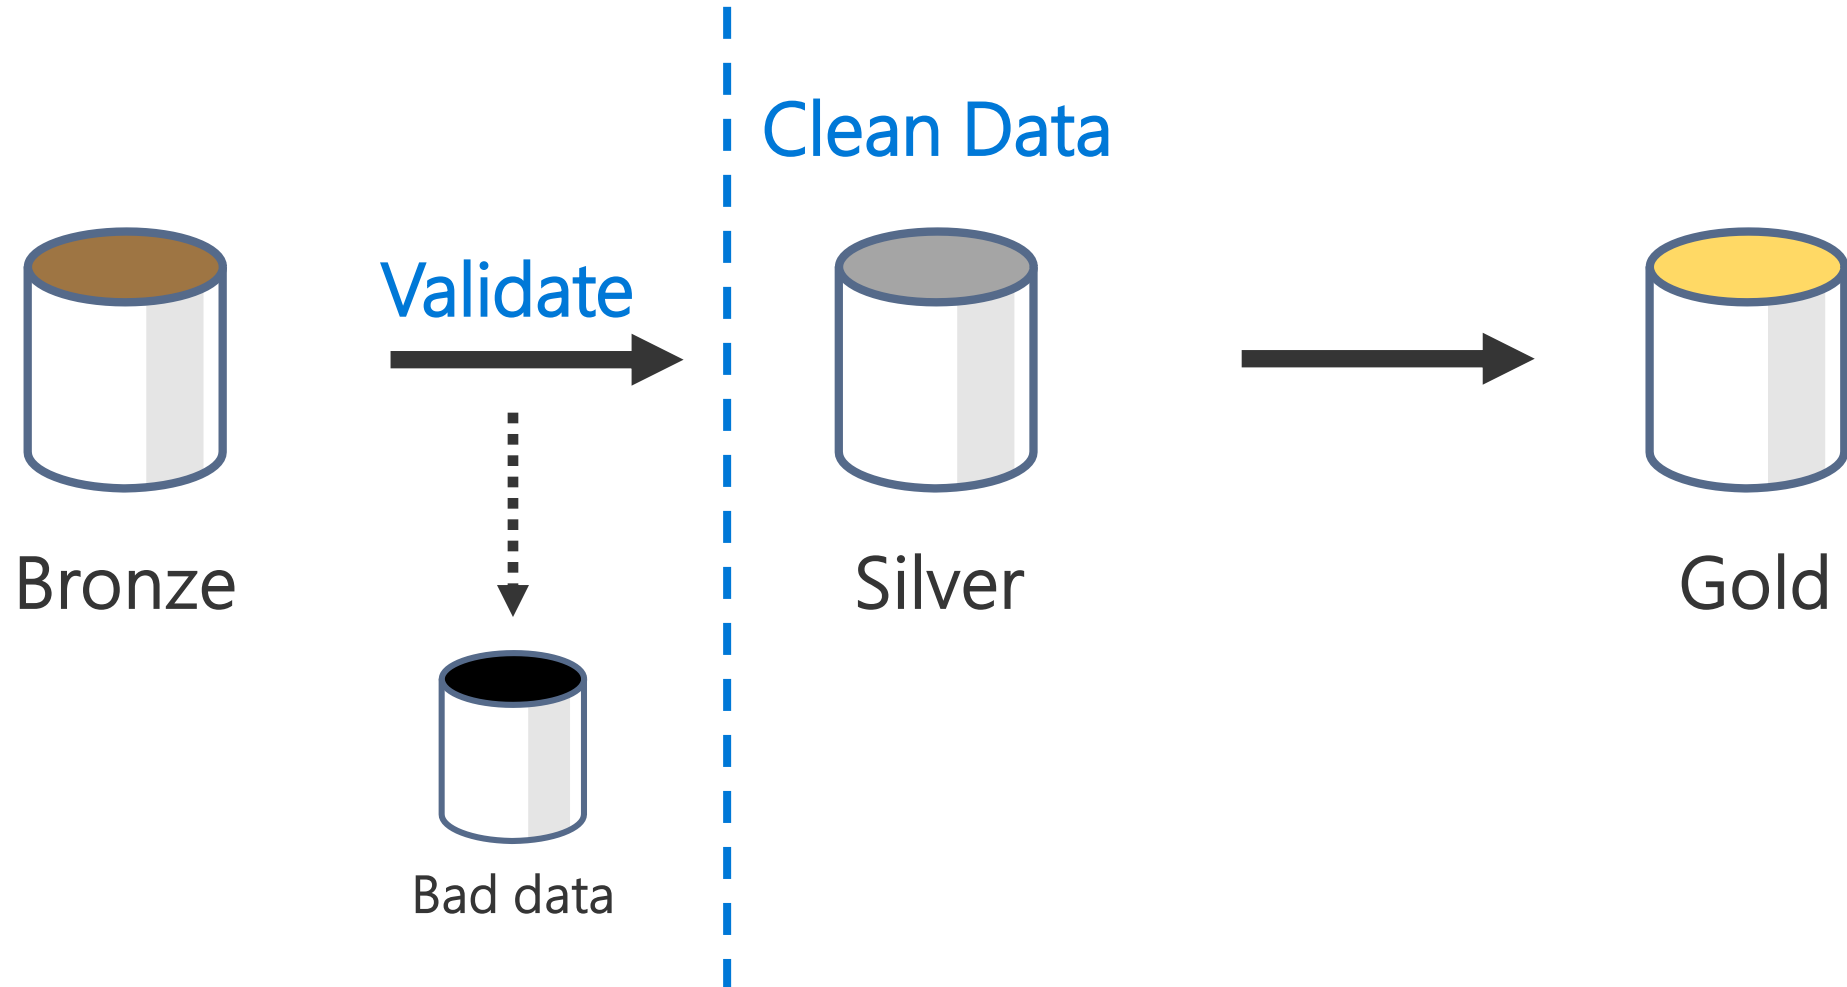 Clean Data
Validate
Bronze
Silver
Gold
Bad data